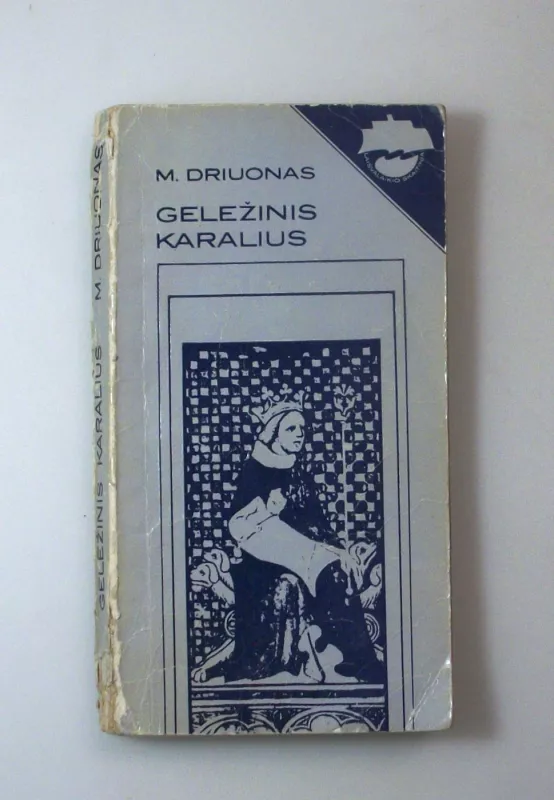 M. DRIUONAS
GELEŽINIS
KARALIUS
GELEŽINIS KARALIUS M. DRIUONAS